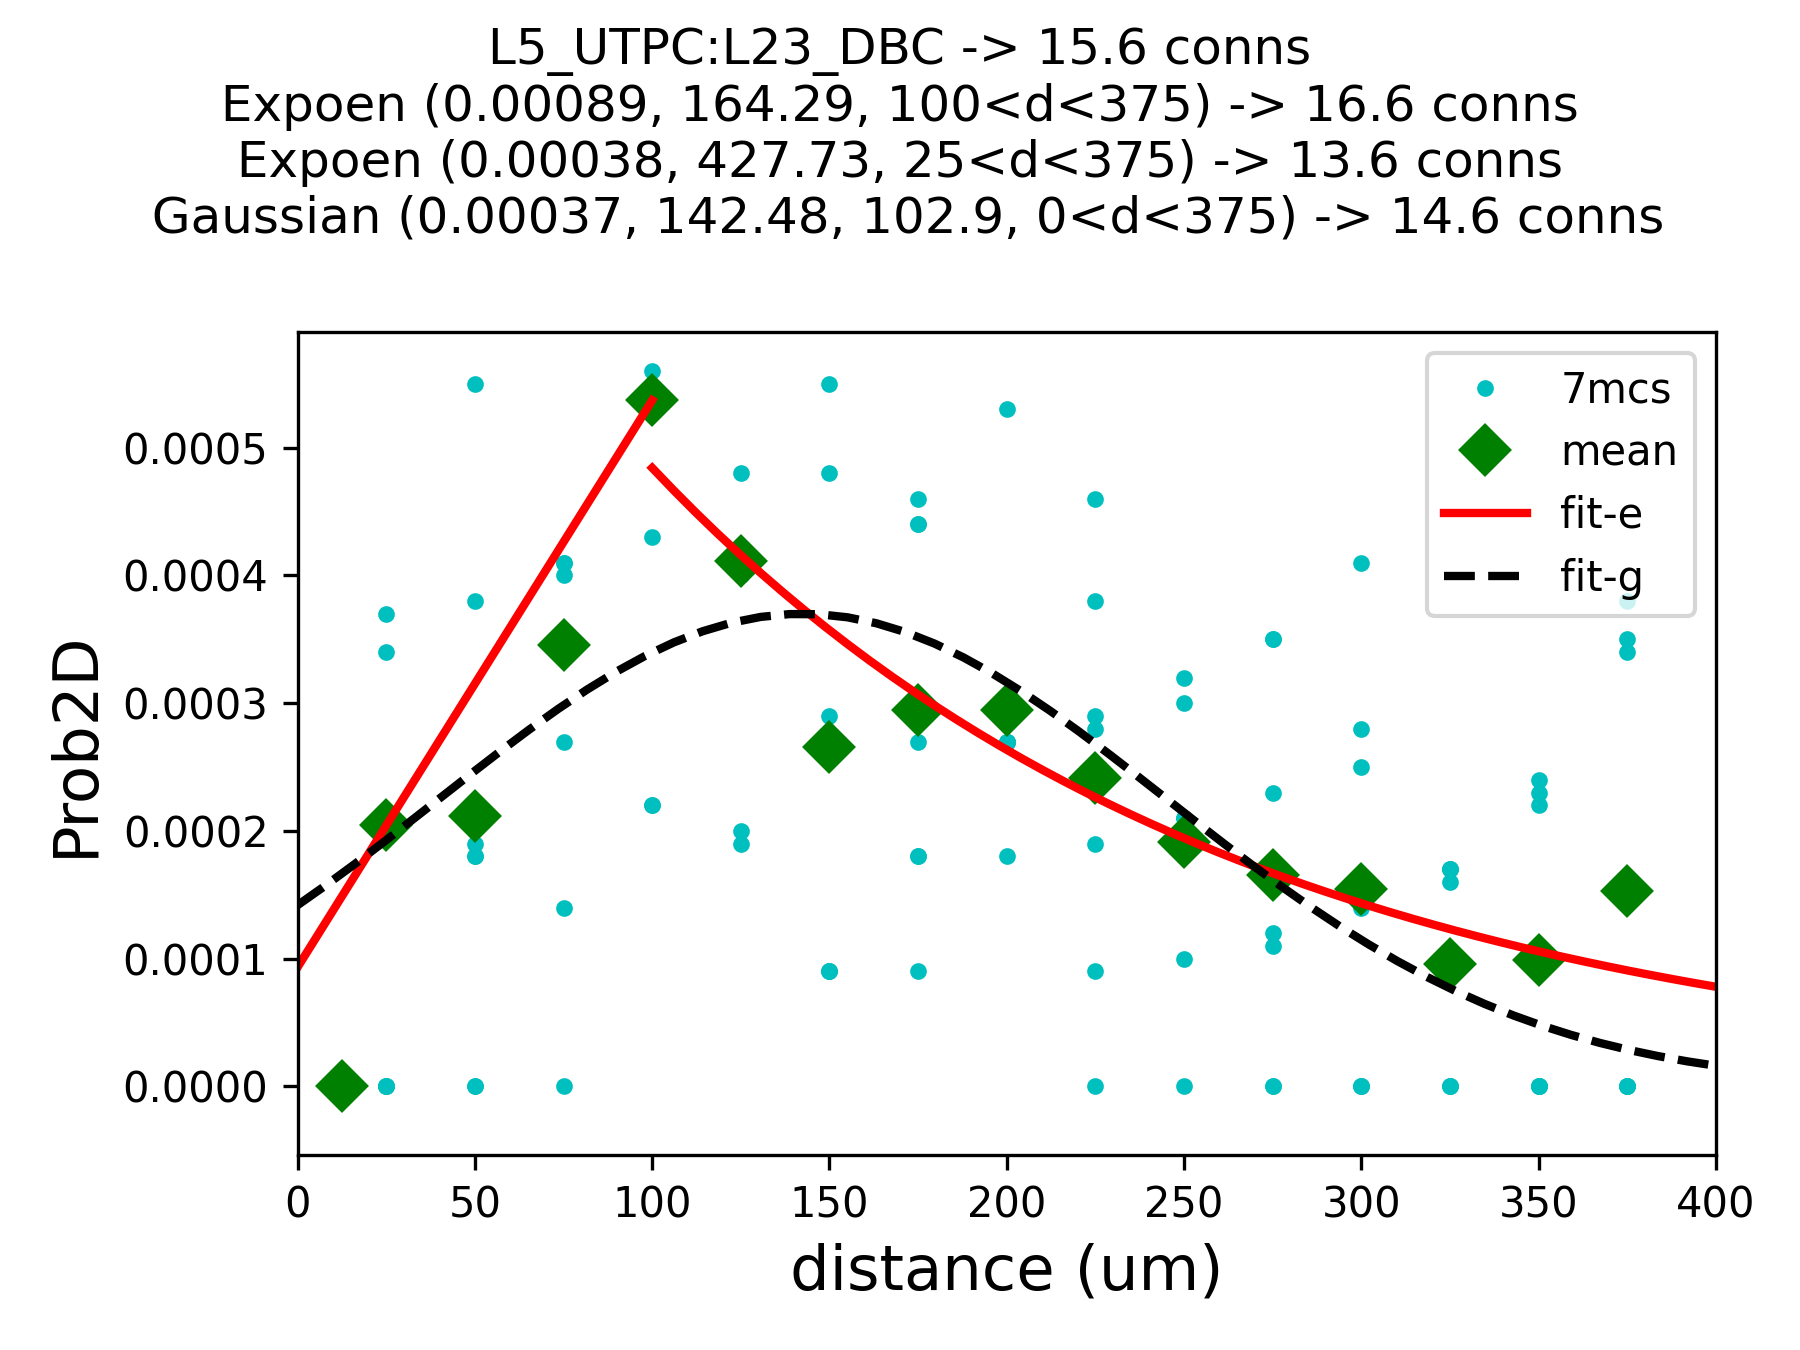 L5_UTPC:L23_DBC -> 15.6 conns
Expoen (0.00089, 164.29, 100<d<375) -> 16.6 conns
Expoen (0.00038, 427.73, 25<d<375) -> 13.6 conns
Gaussian (0.00037, 142.48, 102.9, 0<d<375) -> 14.6 conns
7mcs
mean
fit-e
fit-g
Prob2D
0.0005
0.0004
0.0003
0.0002
0.0001
0.0000
0 50 100 150 200 250 300 350 400
distance (um)